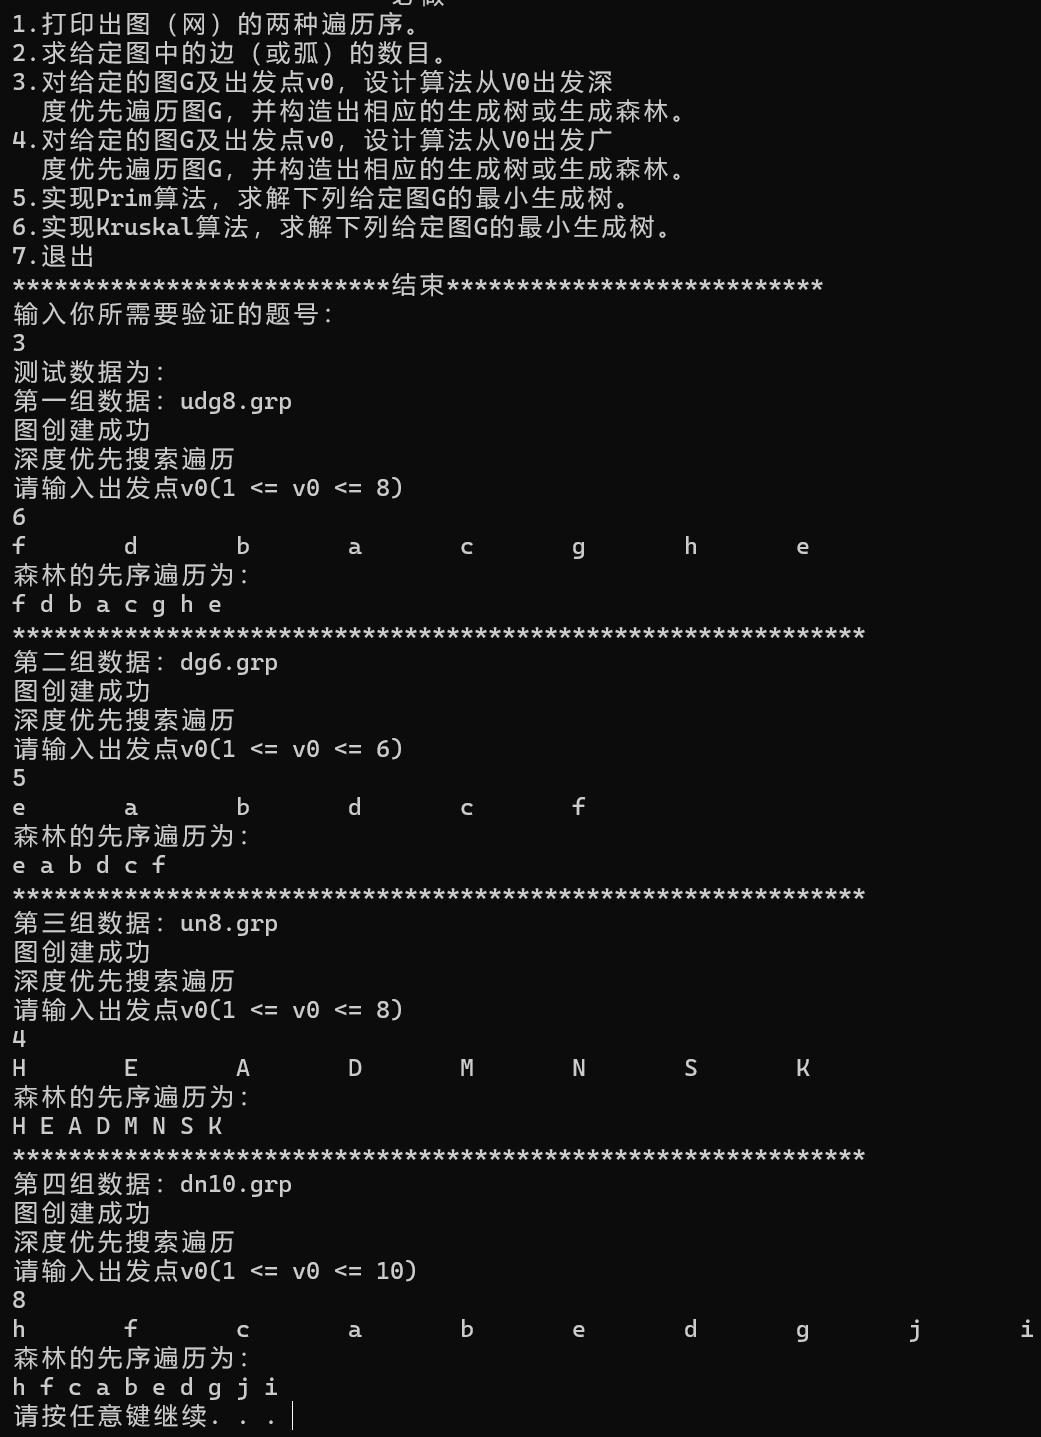 必做
1.打印出图（网）的两种遍历序。
2.求给定图中的边（或弧）的数目。
3.对给定的图G及出发点v0，设计算法从V0出发深
度优先遍历图G，并构造出相应的生成树或生成森林。
4.对给定的图G及出发点v0，设计算法从V0出发广
度优先遍历图G，并构造出相应的生成树或生成森林。
5.实现Prim算法，求解下列给定图G的最小生成树。
6.实现Kruskal算法，求解下列给定图G的最小生成树。
7.退出
***************************结束***************************
输入你所需要验证的题号：
3
测试数据为：
第一组数据：udg8.grp
图创建成功
深度优先搜索遍历
请输入出发点v0(1 <= v0 <= 8)
6
f d b a c g h e
森林的先序遍历为：
f d b a c g h e
*************************************************************
第二组数据：dg6.grp
图创建成功
深度优先搜索遍历
请输入出发点v0(1 <= v0 <= 6)
5
e a b d c f
森林的先序遍历为：
e a b d c f
*************************************************************
第三组数据：un8.grp
图创建成功
深度优先搜索遍历
请输入出发点v0(1 <= v0 <= 8)
4
H E A D M N S K
森林的先序遍历为：
H E A D M N S K
*************************************************************
第四组数据：dn10.grp
图创建成功
深度优先搜索遍历
请输入出发点v0(1 <= v0 <= 10)
8
h f c a b e d g j i
森林的先序遍历为：
h f c a b e d g j i
请按任意键继续. . .